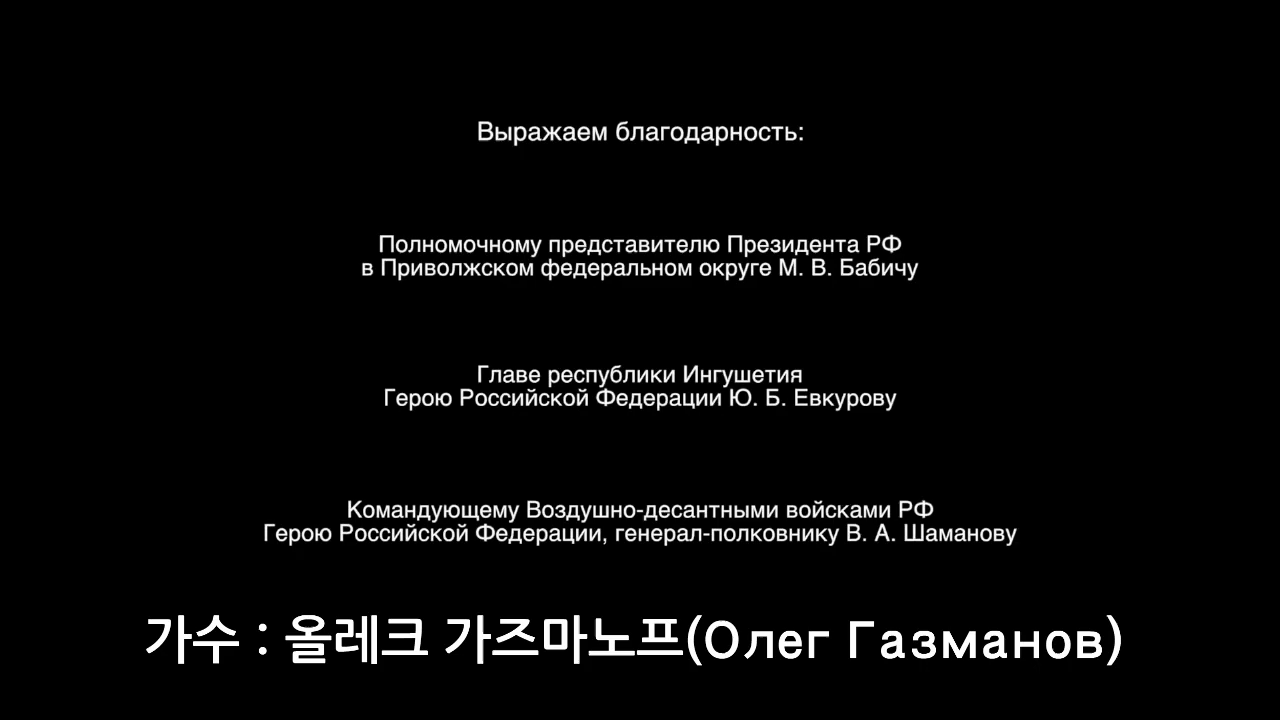 Выражаем благодарность:
Полномочному представителю Президента РФ
в Приволжском федеральном округе М. В. Бабичу
Главе республики Ингушетия
Герою Российской Федерации Ю. Б. Евкурову
Командующему Воздушно-десантными войсками РФ
Герою Российской Федерации, генерал-полковнику В. А. Шаманову
가수 : 올레크 가즈마노프(Олег Газманов)